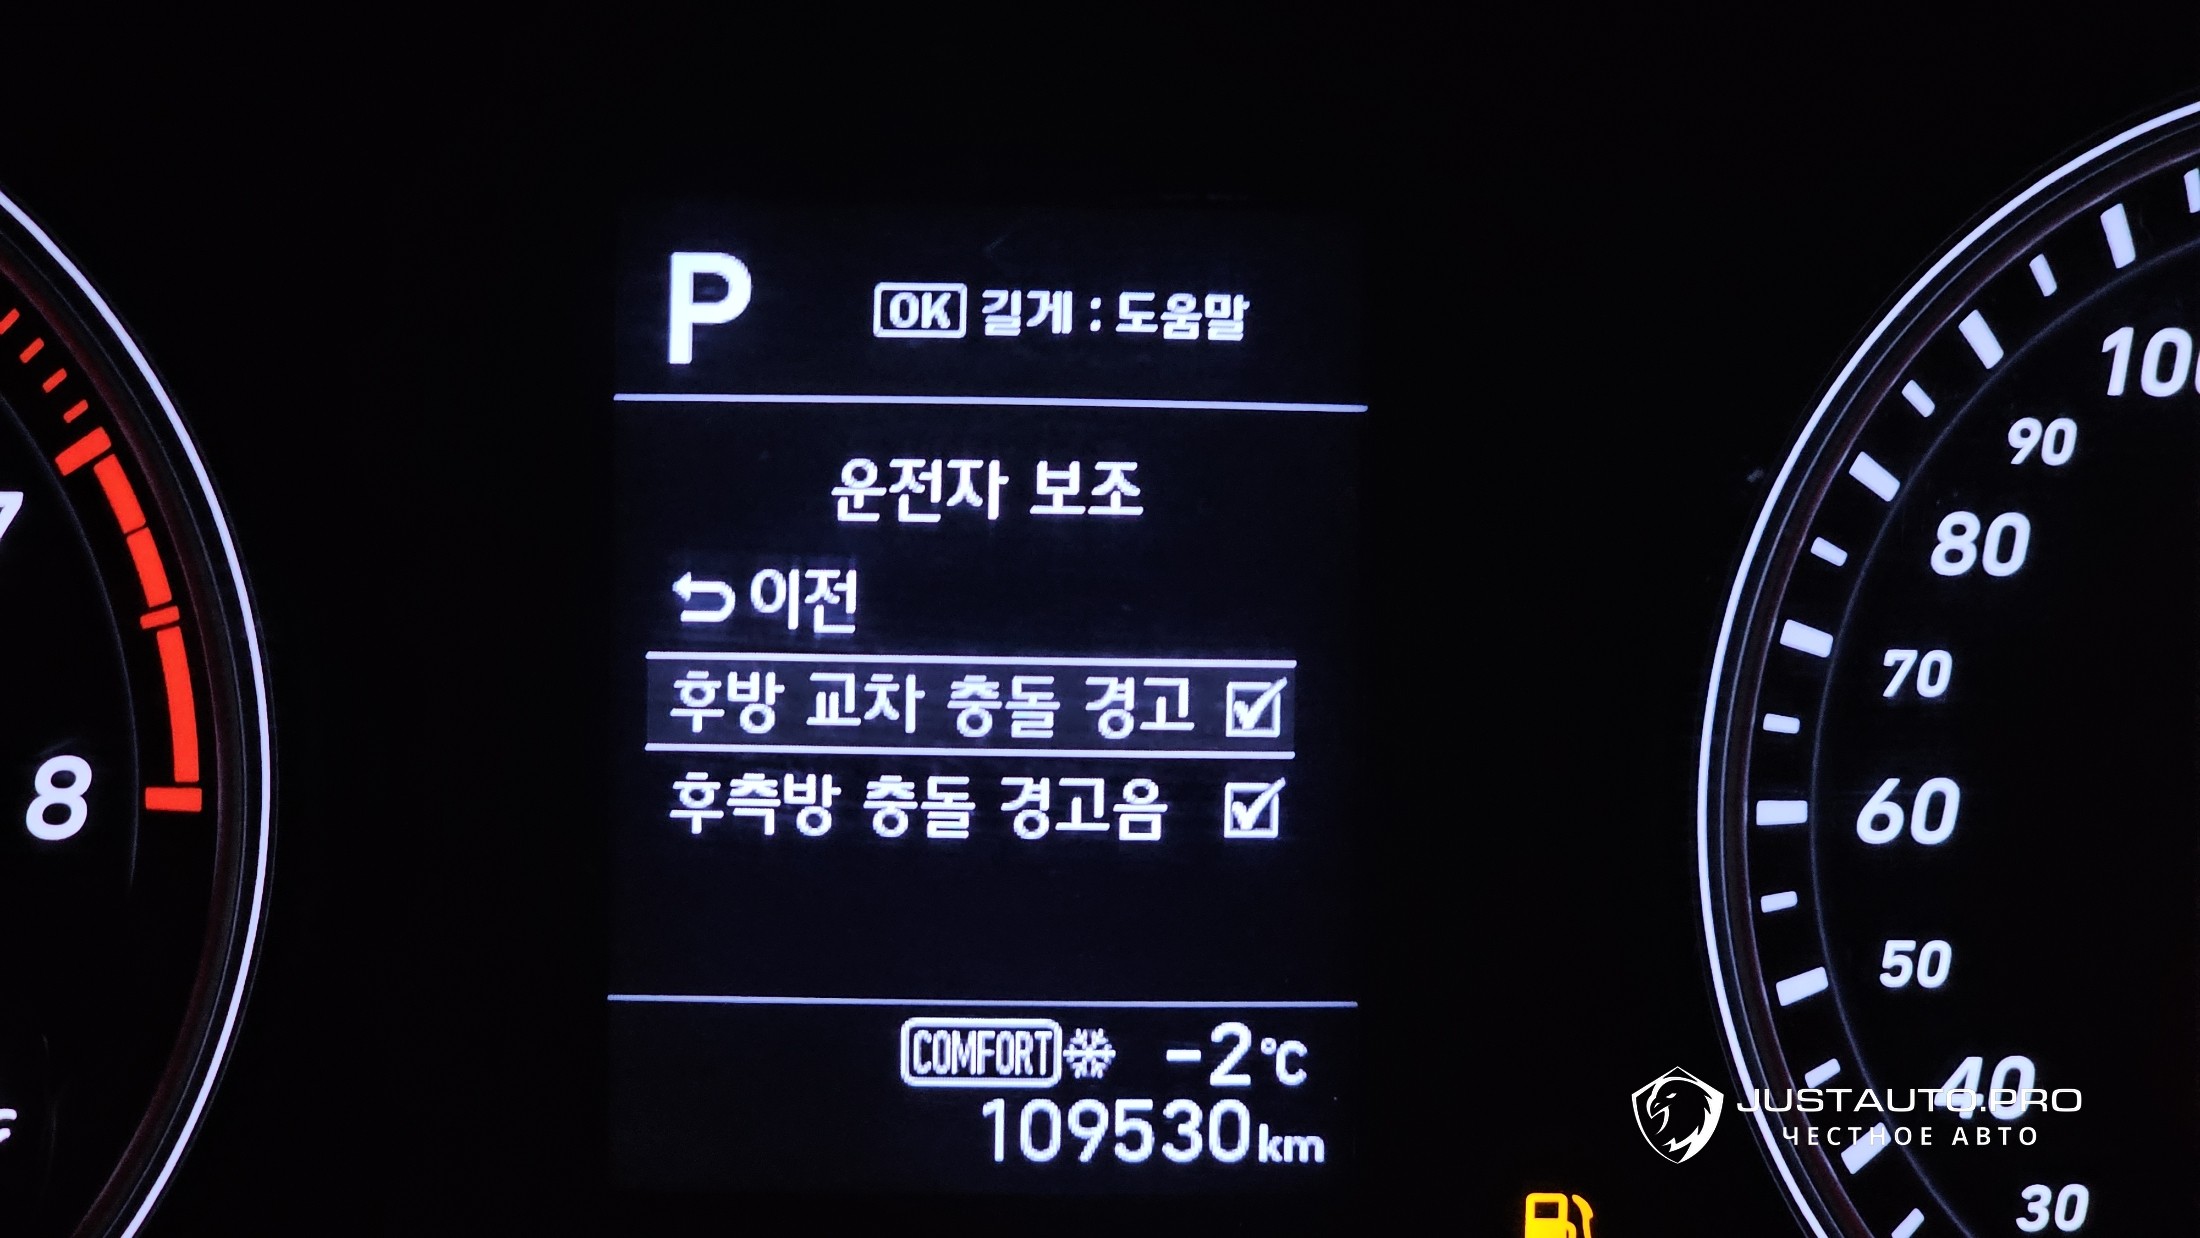 P
OK 길게 : 도움말
운전자 보조
이전
후방 교차 충돌 경고
후측방 충돌 경고음
COMFORT -2°C
109530km
8
100
90
80
70
60
50
40
30
JUSTAUTO.PRO
ЧЕСТНОЕ АВТО